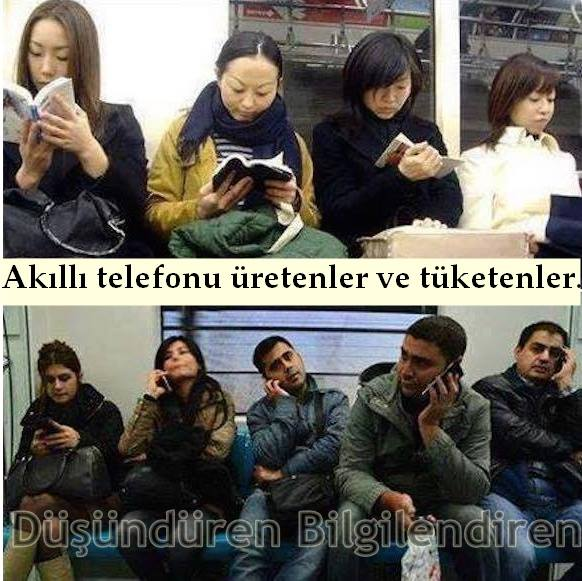 Akıllı telefonu üretenler ve tüketenler.
Düşündüren Bilgilendiren